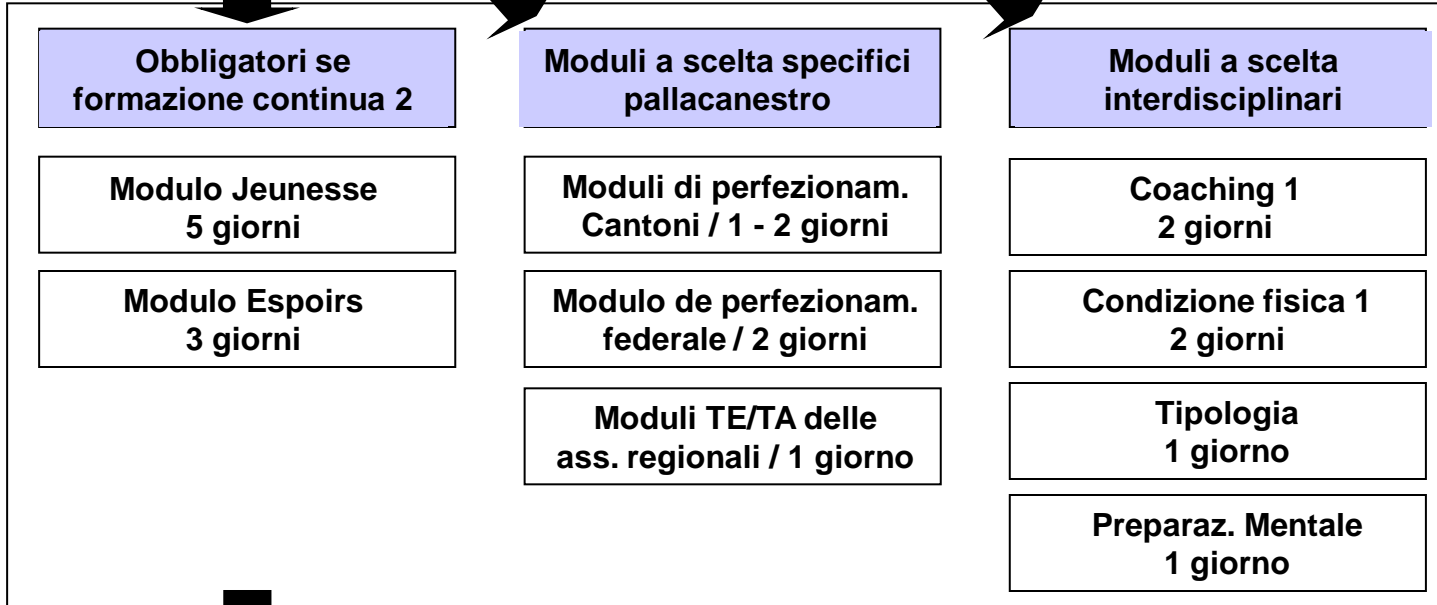 Obbligatori se
formazione continua 2
Modulo Jeunesse
5 giorni
Modulo Espoirs
3 giorni
Moduli a scelta specifici
pallacanestro
Moduli di perfezionam.
Cantoni / 1 - 2 giorni
Modulo de perfezionam.
federale / 2 giorni
Moduli TE/TA delle
ass. regionali / 1 giorno
Moduli a scelta
interdisciplinari
Coaching 1
2 giorni
Condizione fisica 1
2 giorni
Tipologia
1 giorno
Preparaz. Mentale
1 giorno